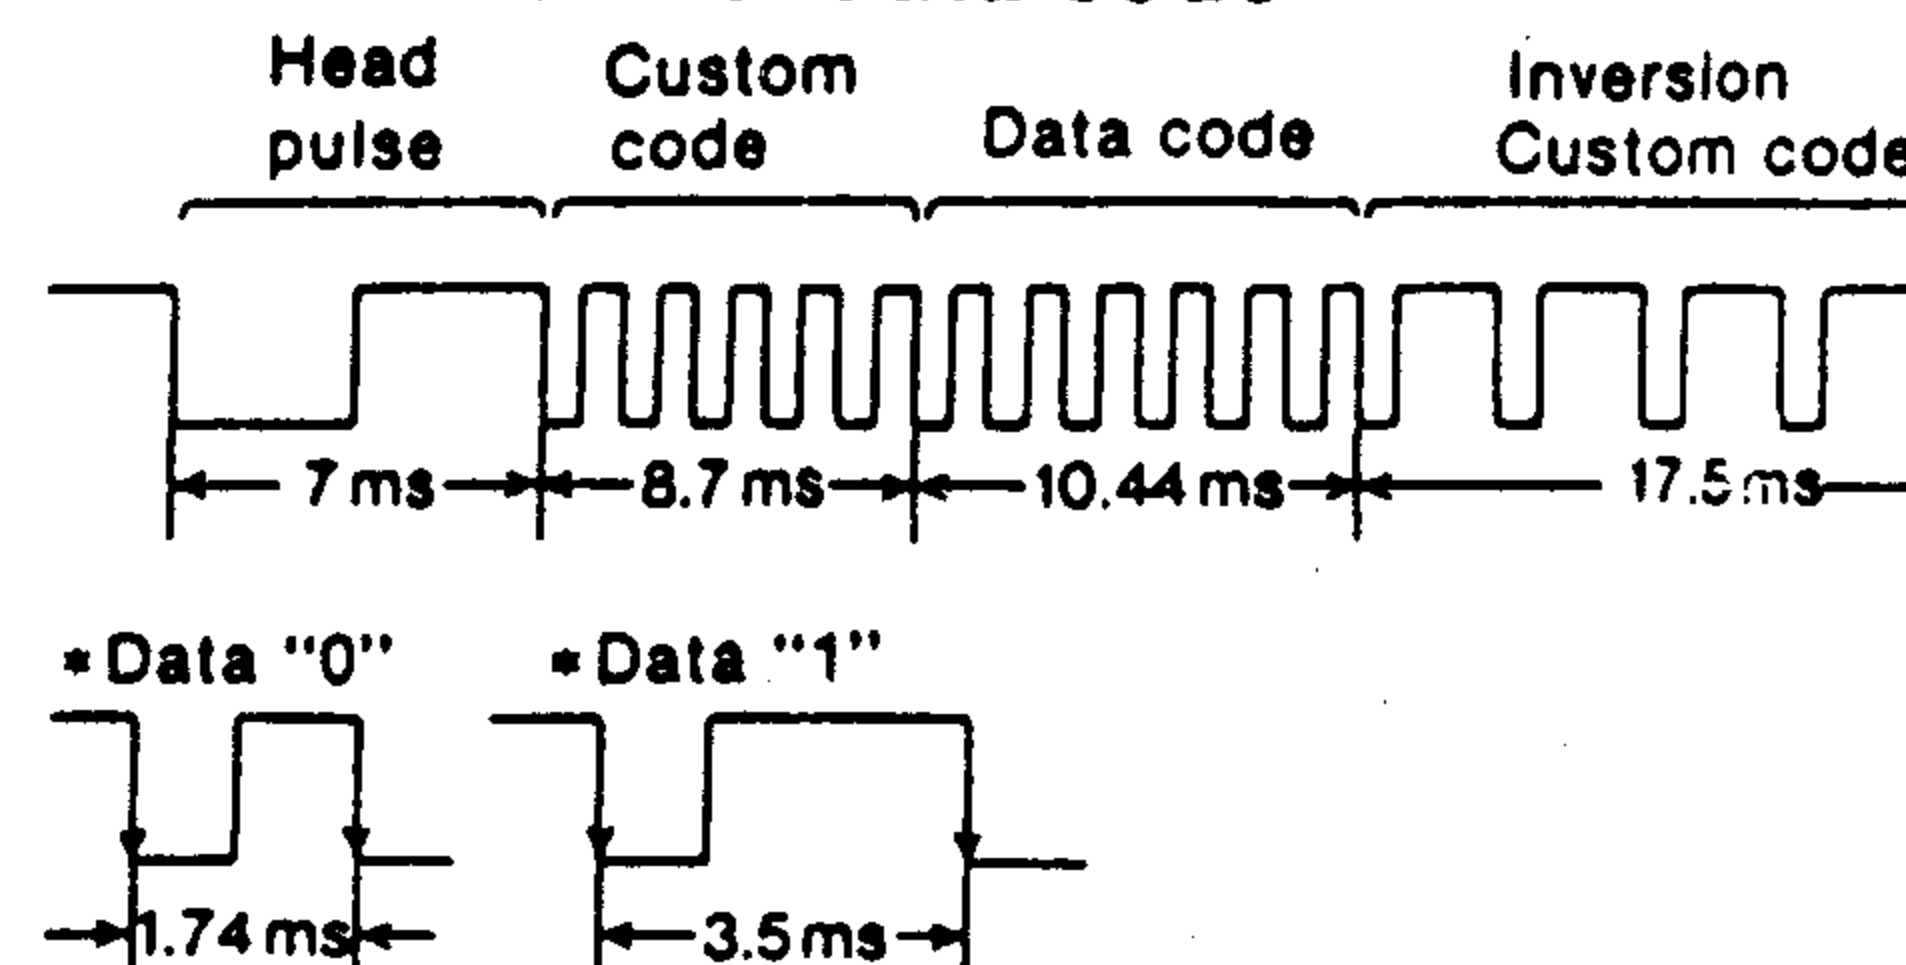 Head
pulse
Custom
code
Data code
Inversion
Custom code
7 ms
8.7 ms
10.44 ms
17.5 ms
* Data "0"
* Data "1"
1.74 ms
3.5 ms